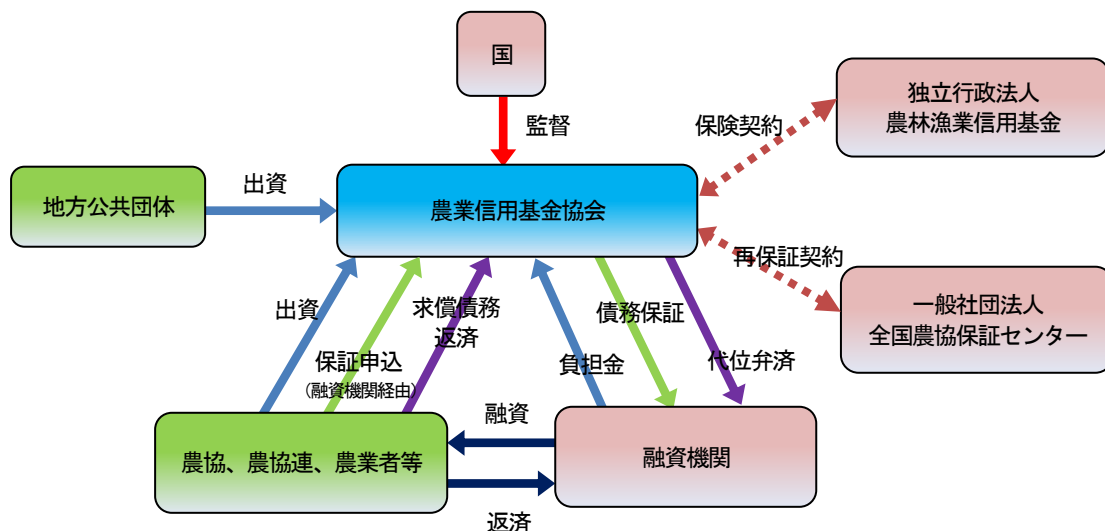 国
監督
独立行政法人
農林漁業信用基金
保険契約
地方公共団体
出資
農業信用基金協会
再保証契約
一般社団法人
全国農協保証センター
出資
保証申込
(融資機関経由)
求償債務
返済
負担金
債務保証
代位弁済
農協、農協連、農業者等
融資
返済
融資機関